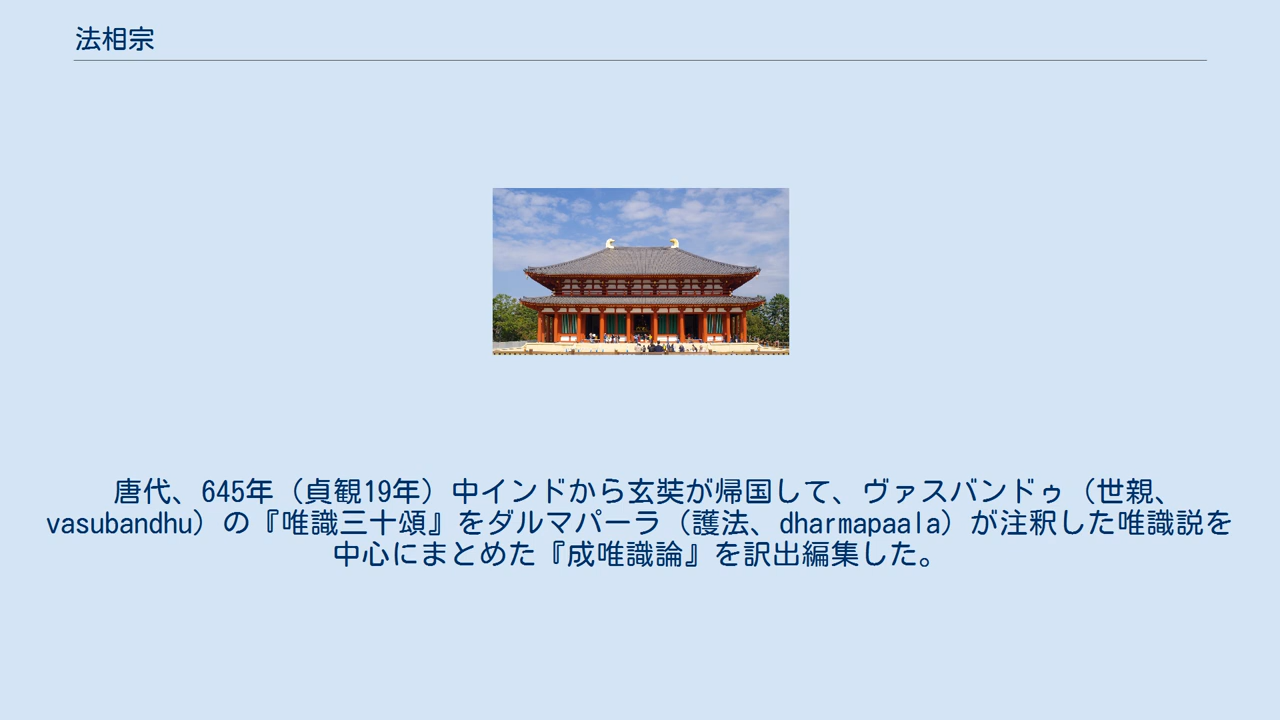 法相宗
唐代、645年（貞観19年）中インドから玄奘が帰国して、ヴァスバンドゥ（世親、
vasubandhu）の『唯識三十頌』をダルマパーラ（護法、dharmapaala）が注釈した唯識説を
中心にまとめた『成唯識論』を訳出編集した。